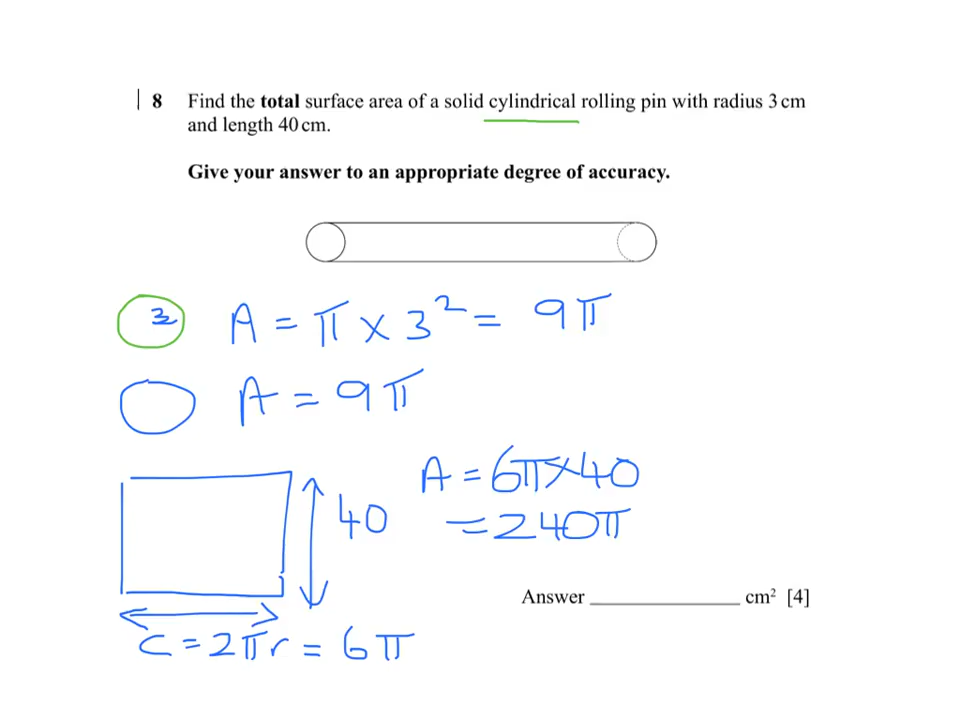 8 Find the total surface area of a solid cylindrical rolling pin with radius 3 cm
and length 40 cm.
Give your answer to an appropriate degree of accuracy.
3 A = π × 3² = 9π
A = 9π
A = 6π × 40
40 = 240π
Answer ______________ cm² [4]
C = 2πr = 6π